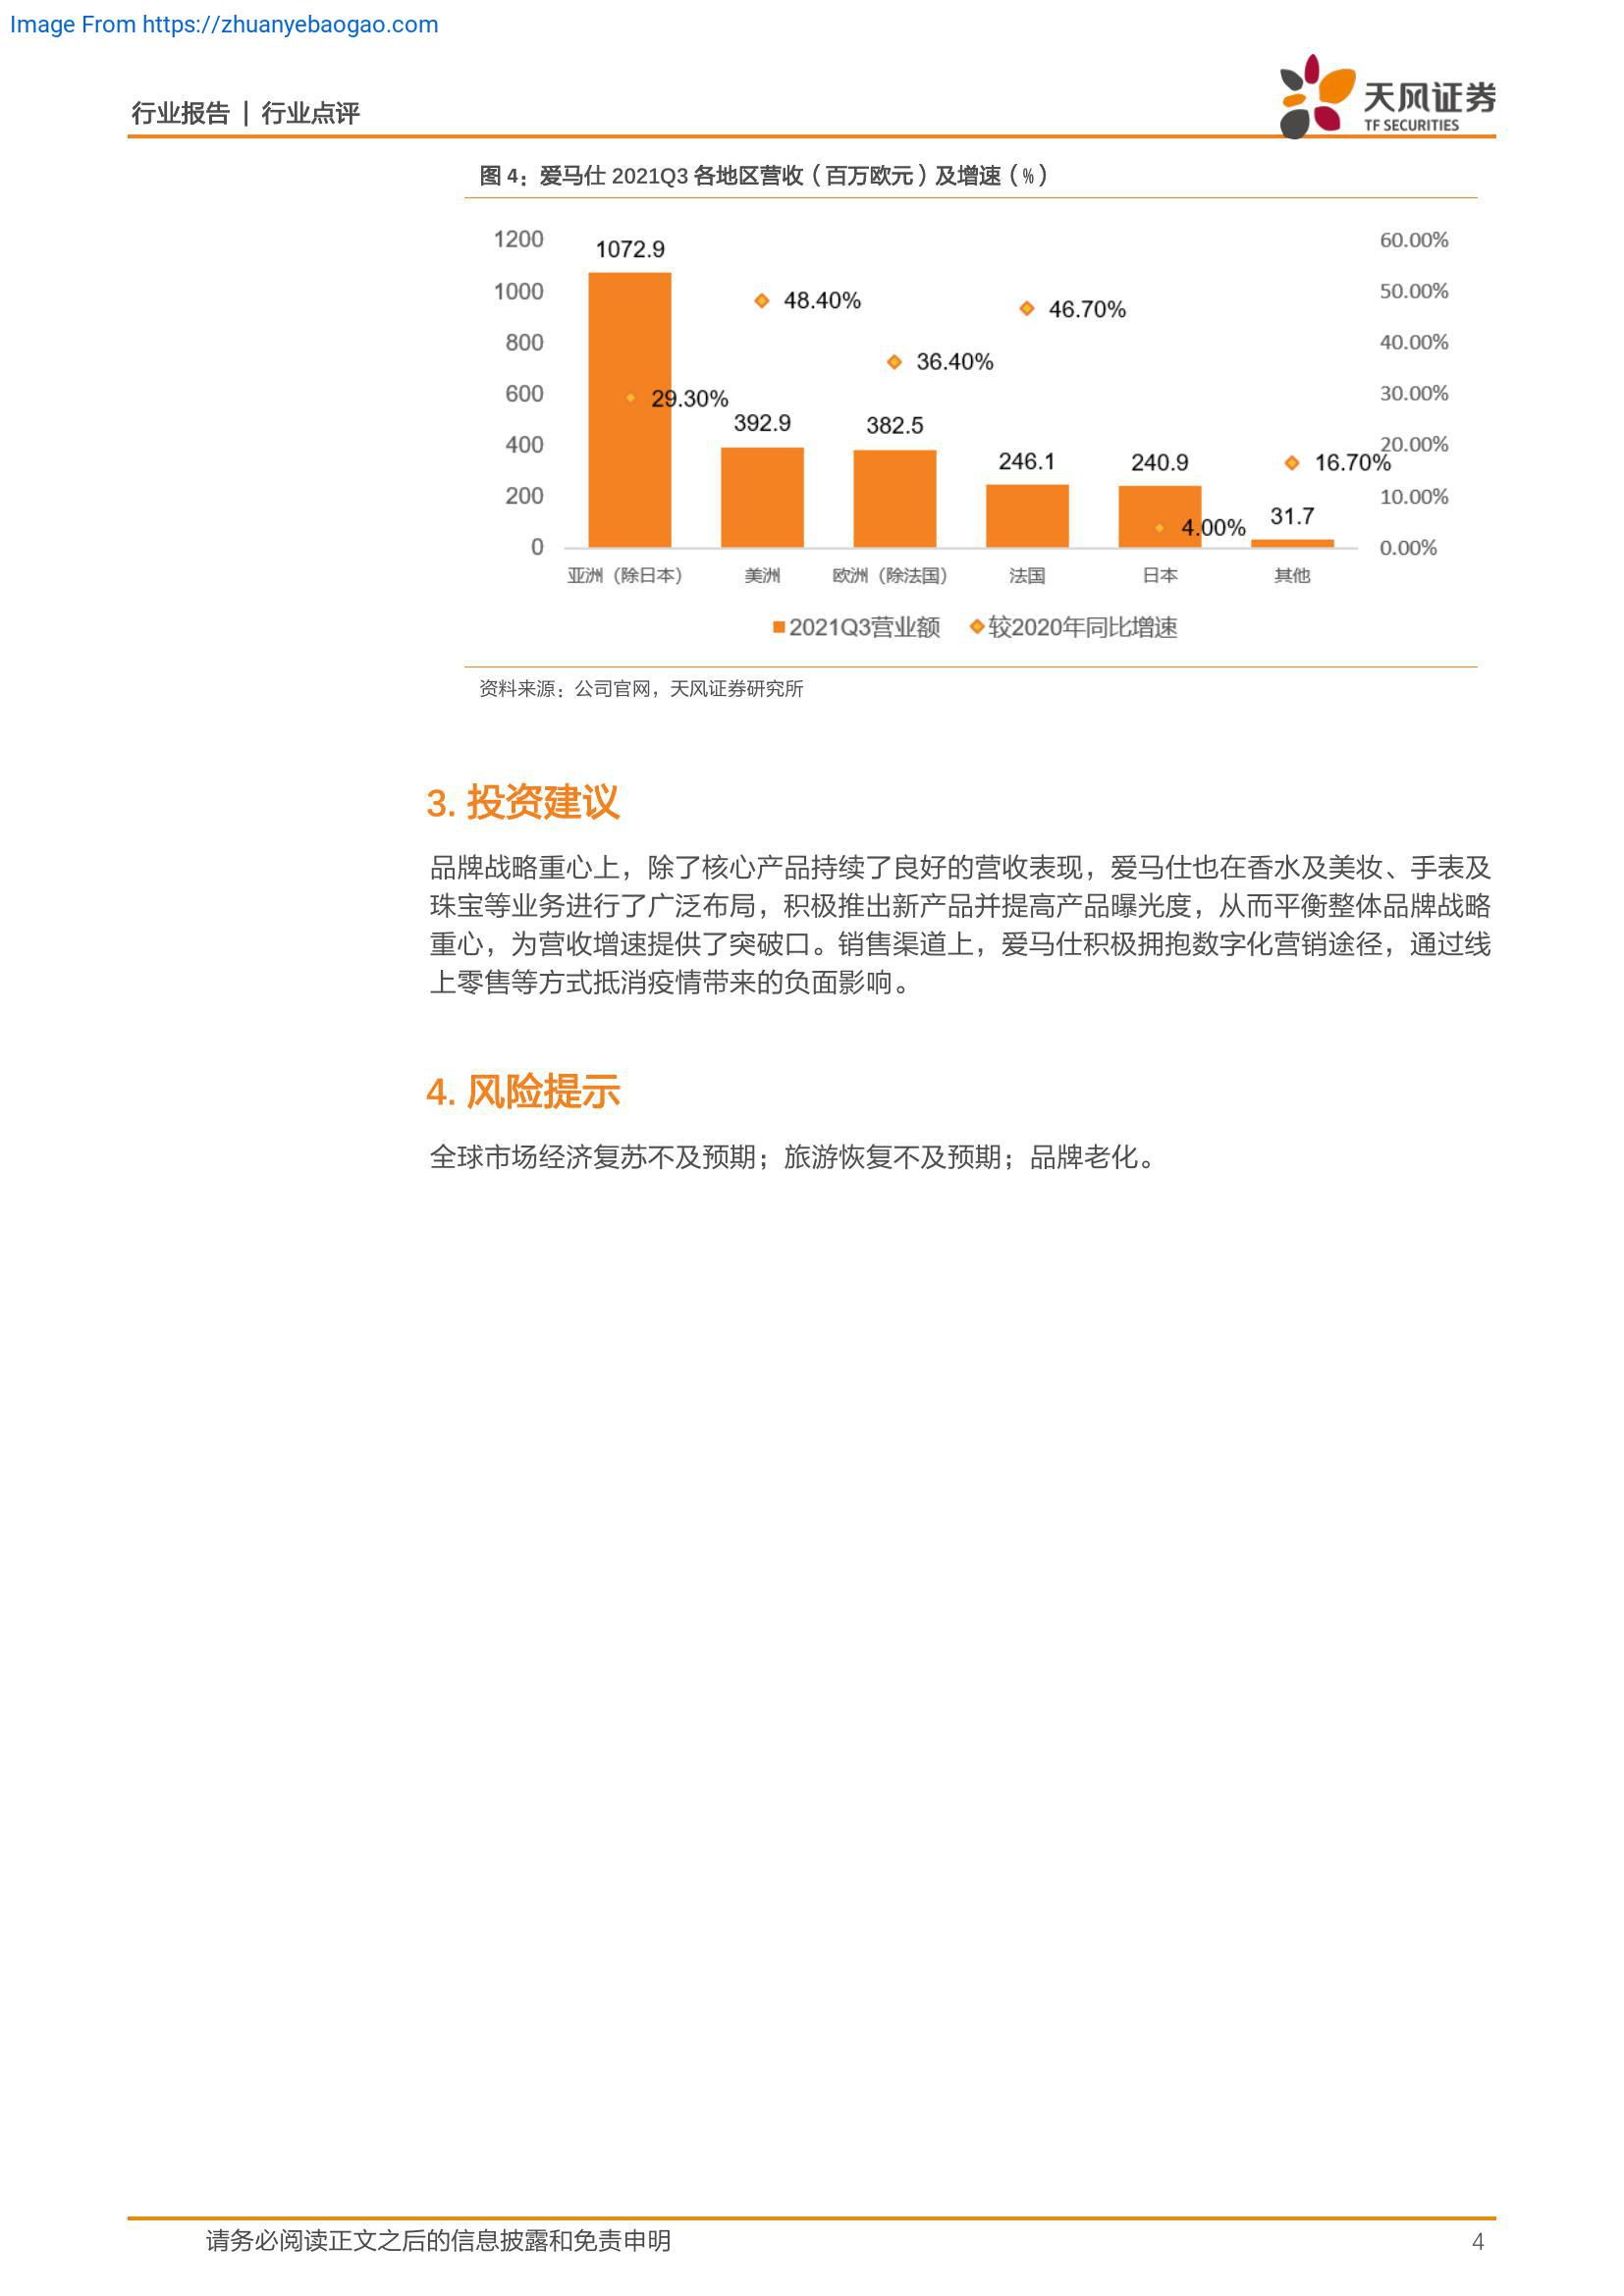 Image From https://zhuanyebaogao.com
行业报告 | 行业点评
天风证券
TF SECURITIES
图 4：爱马仕 2021Q3 各地区营收（百万欧元）及增速（%）
1200
1000
800
600
400
200
0
60.00%
50.00%
40.00%
30.00%
20.00%
10.00%
0.00%
1072.9
392.9
382.5
246.1
240.9
31.7
29.30%
48.40%
36.40%
46.70%
4.00%
16.70%
亚洲（除日本） 美洲 欧洲（除法国） 法国 日本 其他
2021Q3营业额 较2020年同比增速
资料来源：公司官网，天风证券研究所
3. 投资建议
品牌战略重心上，除了核心产品持续了良好的营收表现，爱马仕也在香水及美妆、手表及
珠宝等业务进行了广泛布局，积极推出新产品并提高产品曝光度，从而平衡整体品牌战略
重心，为营收增速提供了突破口。销售渠道上，爱马仕积极拥抱数字化营销途径，通过线
上零售等方式抵消疫情带来的负面影响。
4. 风险提示
全球市场经济复苏不及预期；旅游恢复不及预期；品牌老化。
请务必阅读正文之后的信息披露和免责申明 4